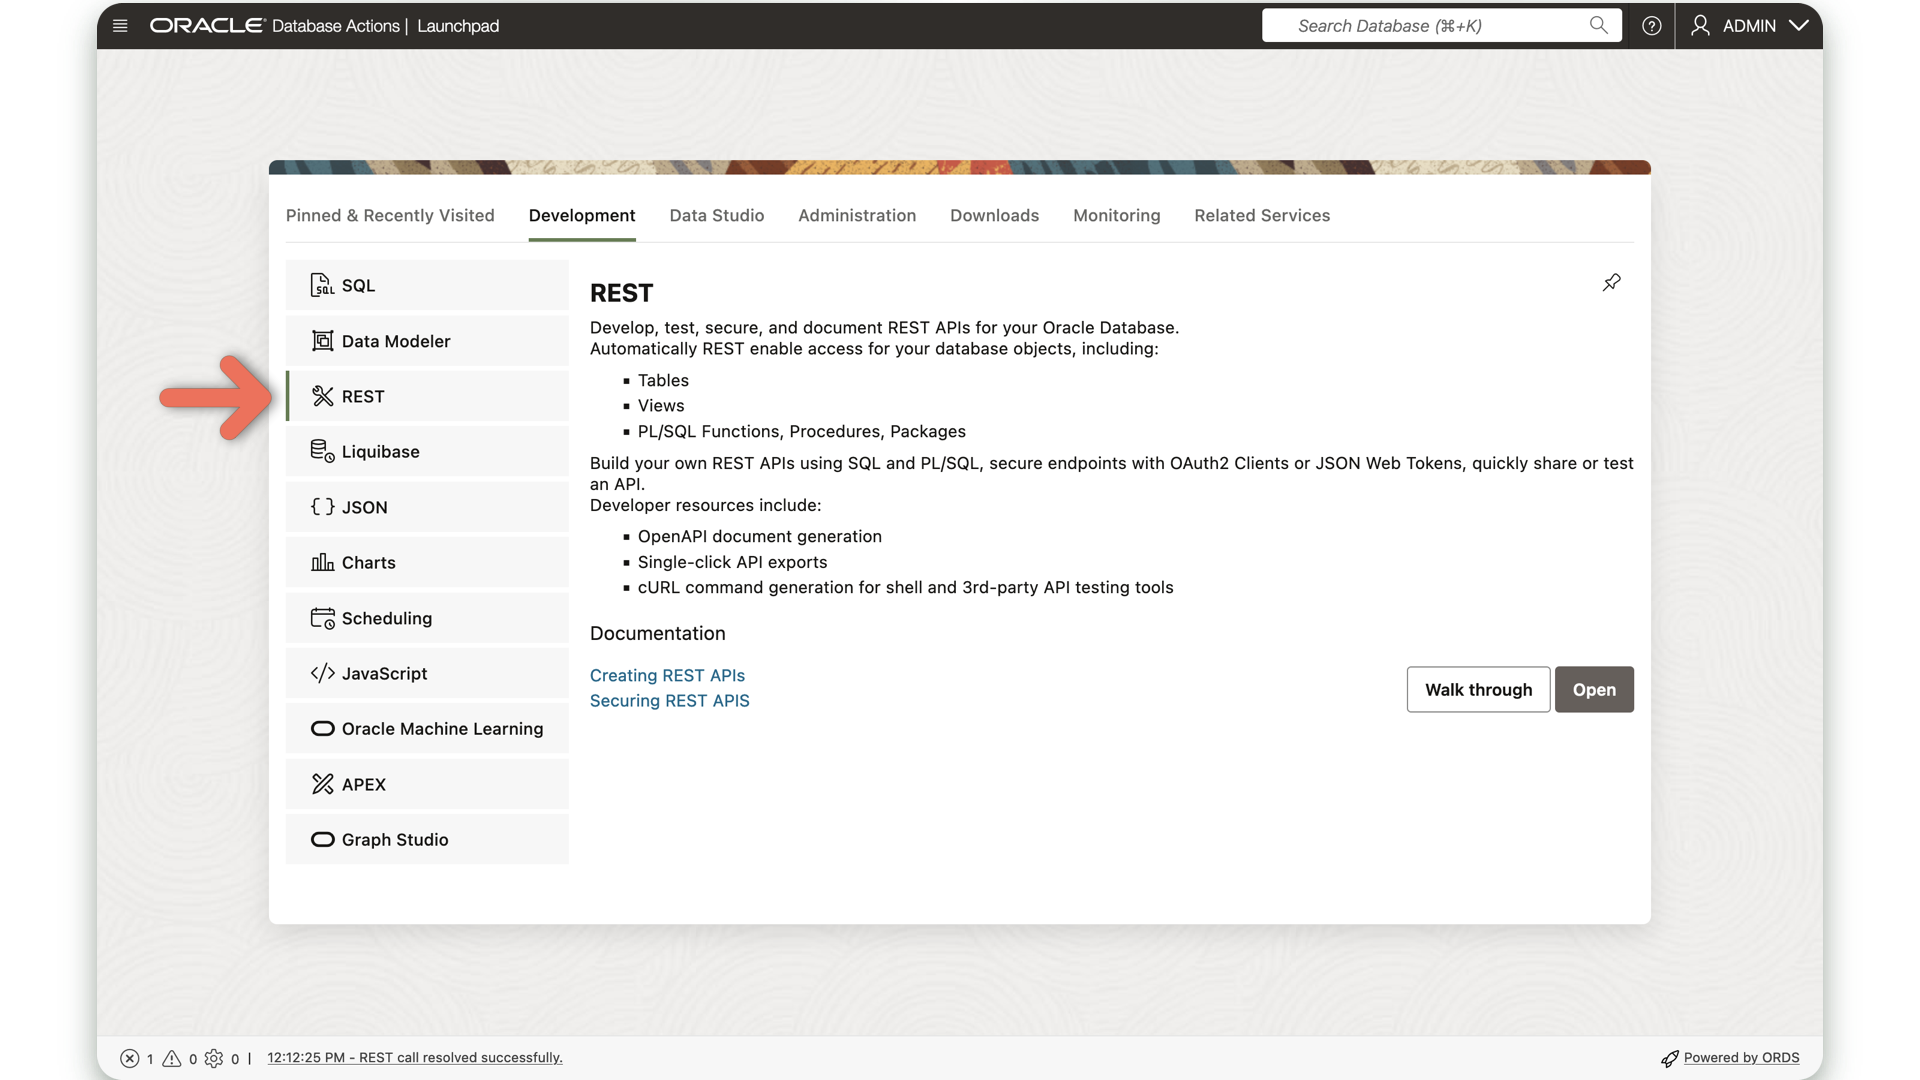 ORACLE Database Actions | Launchpad
Search Database (⌘+K)
ADMIN
Pinned & Recently Visited
Development
Data Studio
Administration
Downloads
Monitoring
Related Services
SQL
Data Modeler
REST
Liquibase
JSON
Charts
Scheduling
JavaScript
Oracle Machine Learning
APEX
Graph Studio
REST
Develop, test, secure, and document REST APIs for your Oracle Database.
Automatically REST enable access for your database objects, including:
▪ Tables
▪ Views
▪ PL/SQL Functions, Procedures, Packages
Build your own REST APIs using SQL and PL/SQL, secure endpoints with OAuth2 Clients or JSON Web Tokens, quickly share or test
an API.
Developer resources include:
▪ OpenAPI document generation
▪ Single-click API exports
▪ cURL command generation for shell and 3rd-party API testing tools
Documentation
Creating REST APIs
Securing REST APIS
Walk through
Open
1 0 0 | 12:12:25 PM - REST call resolved successfully.
Powered by ORDS